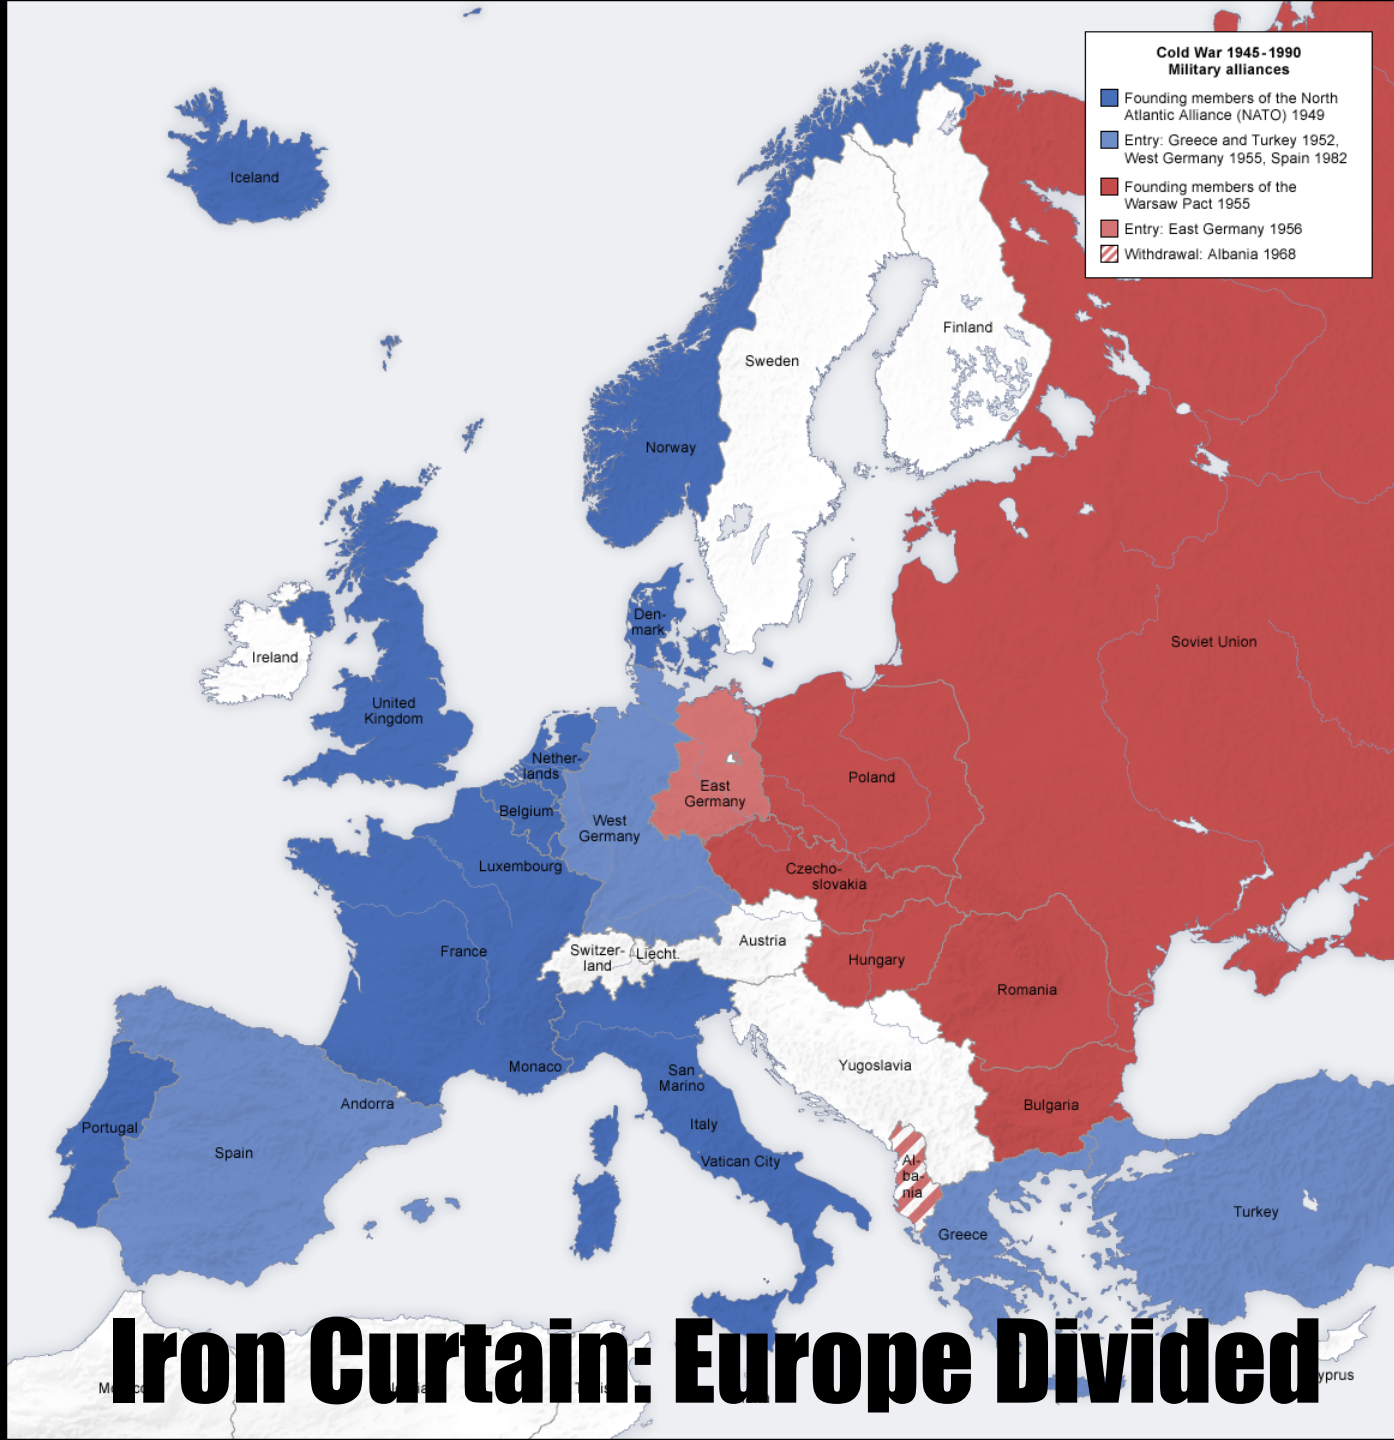 Cold War 1945-1990
Military alliances
Founding members of the North
Atlantic Alliance (NATO) 1949
Entry: Greece and Turkey 1952,
West Germany 1955, Spain 1982
Founding members of the
Warsaw Pact 1955
Entry: East Germany 1956
Withdrawal: Albania 1968
Iceland
Finland
Sweden
Norway
Den-
mark
Soviet Union
Ireland
United
Kingdom
Nether-
lands
Belgium
West
Germany
East
Germany
Poland
Luxembourg
Czecho-
slovakia
France
Switzer-
land
Liecht.
Austria
Hungary
Romania
Monaco
San
Marino
Yugoslavia
Andorra
Bulgaria
Portugal
Spain
Italy
Vatican City
Al-
ba-
nia
Greece
Turkey
Iron Curtain: Europe Divided